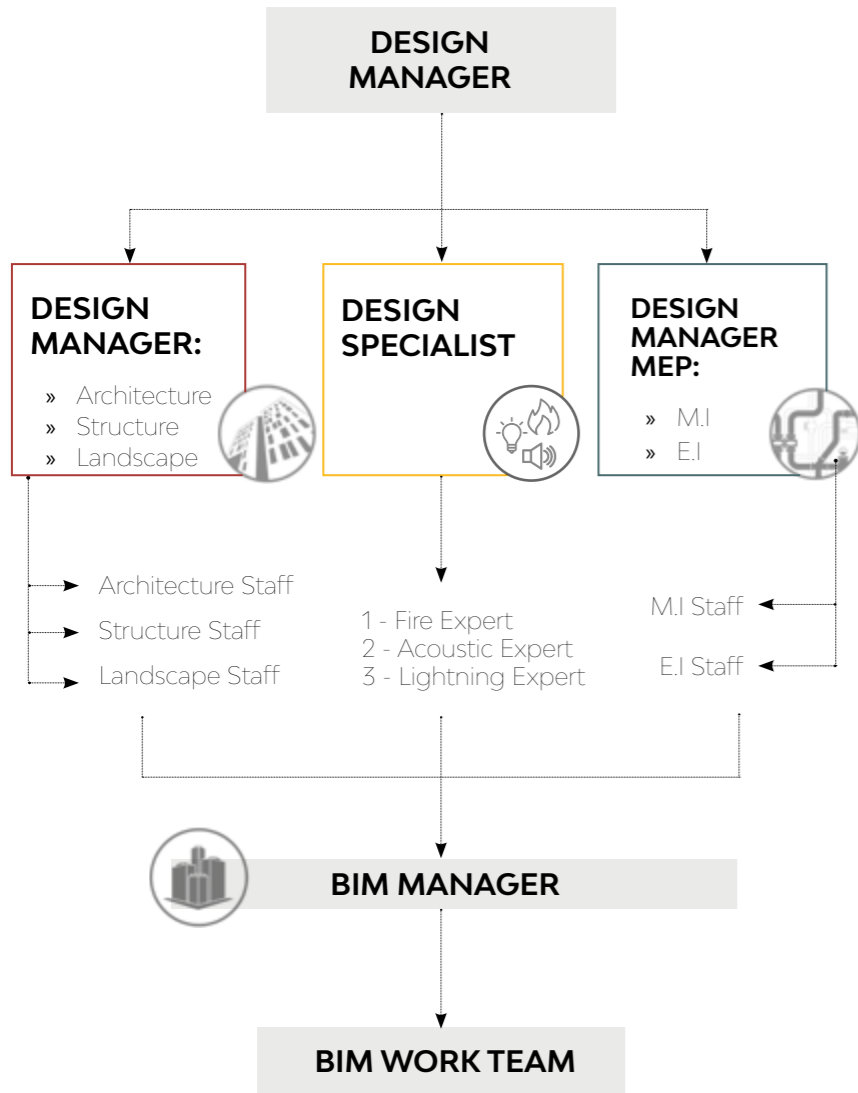 DESIGN
MANAGER
DESIGN
MANAGER:
» Architecture
» Structure
» Landscape
DESIGN
SPECIALIST
DESIGN
MANAGER
MEP:
» M.I
» E.I
Architecture Staff
Structure Staff
Landscape Staff
1 - Fire Expert
2 - Acoustic Expert
3 - Lightning Expert
M.I Staff
E.I Staff
BIM MANAGER
BIM WORK TEAM